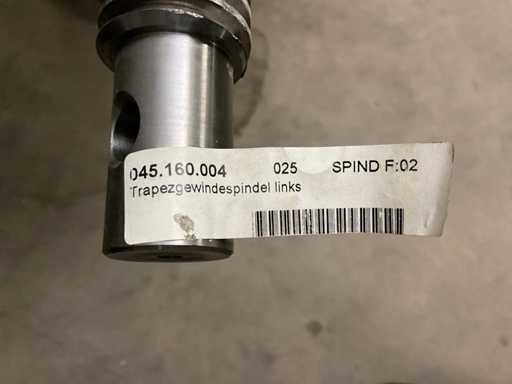 045.160.004 025 SPIND F:02
Trapezgewindespindel links